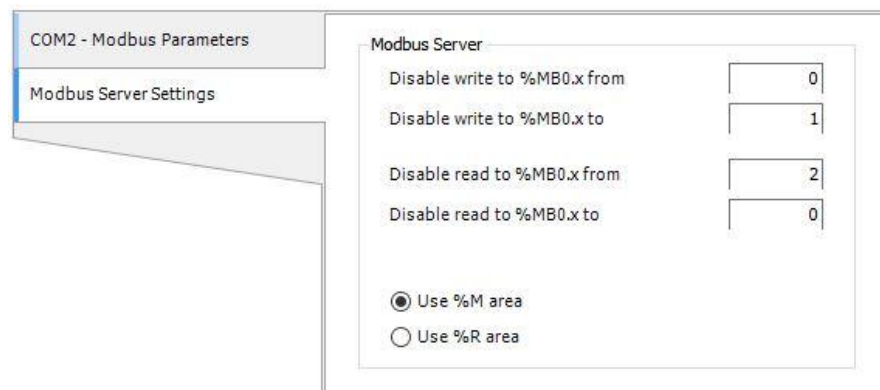 COM2 - Modbus Parameters
Modbus Server Settings
Modbus Server
Disable write to %MB0.x from 0
Disable write to %MB0.x to 1
Disable read to %MB0.x from 2
Disable read to %MB0.x to 0
Use %M area
Use %R area